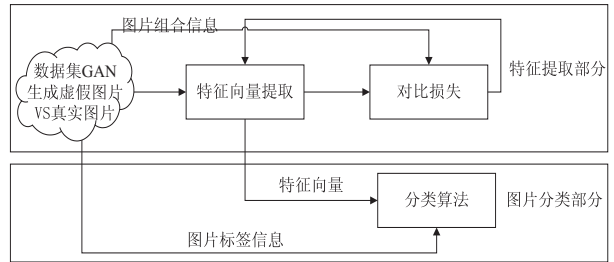 图片组合信息
数据集GAN
生成虚假图片
VS真实图片
特征向量提取
对比损失
特征提取部分
特征向量
分类算法
图片分类部分
图片标签信息